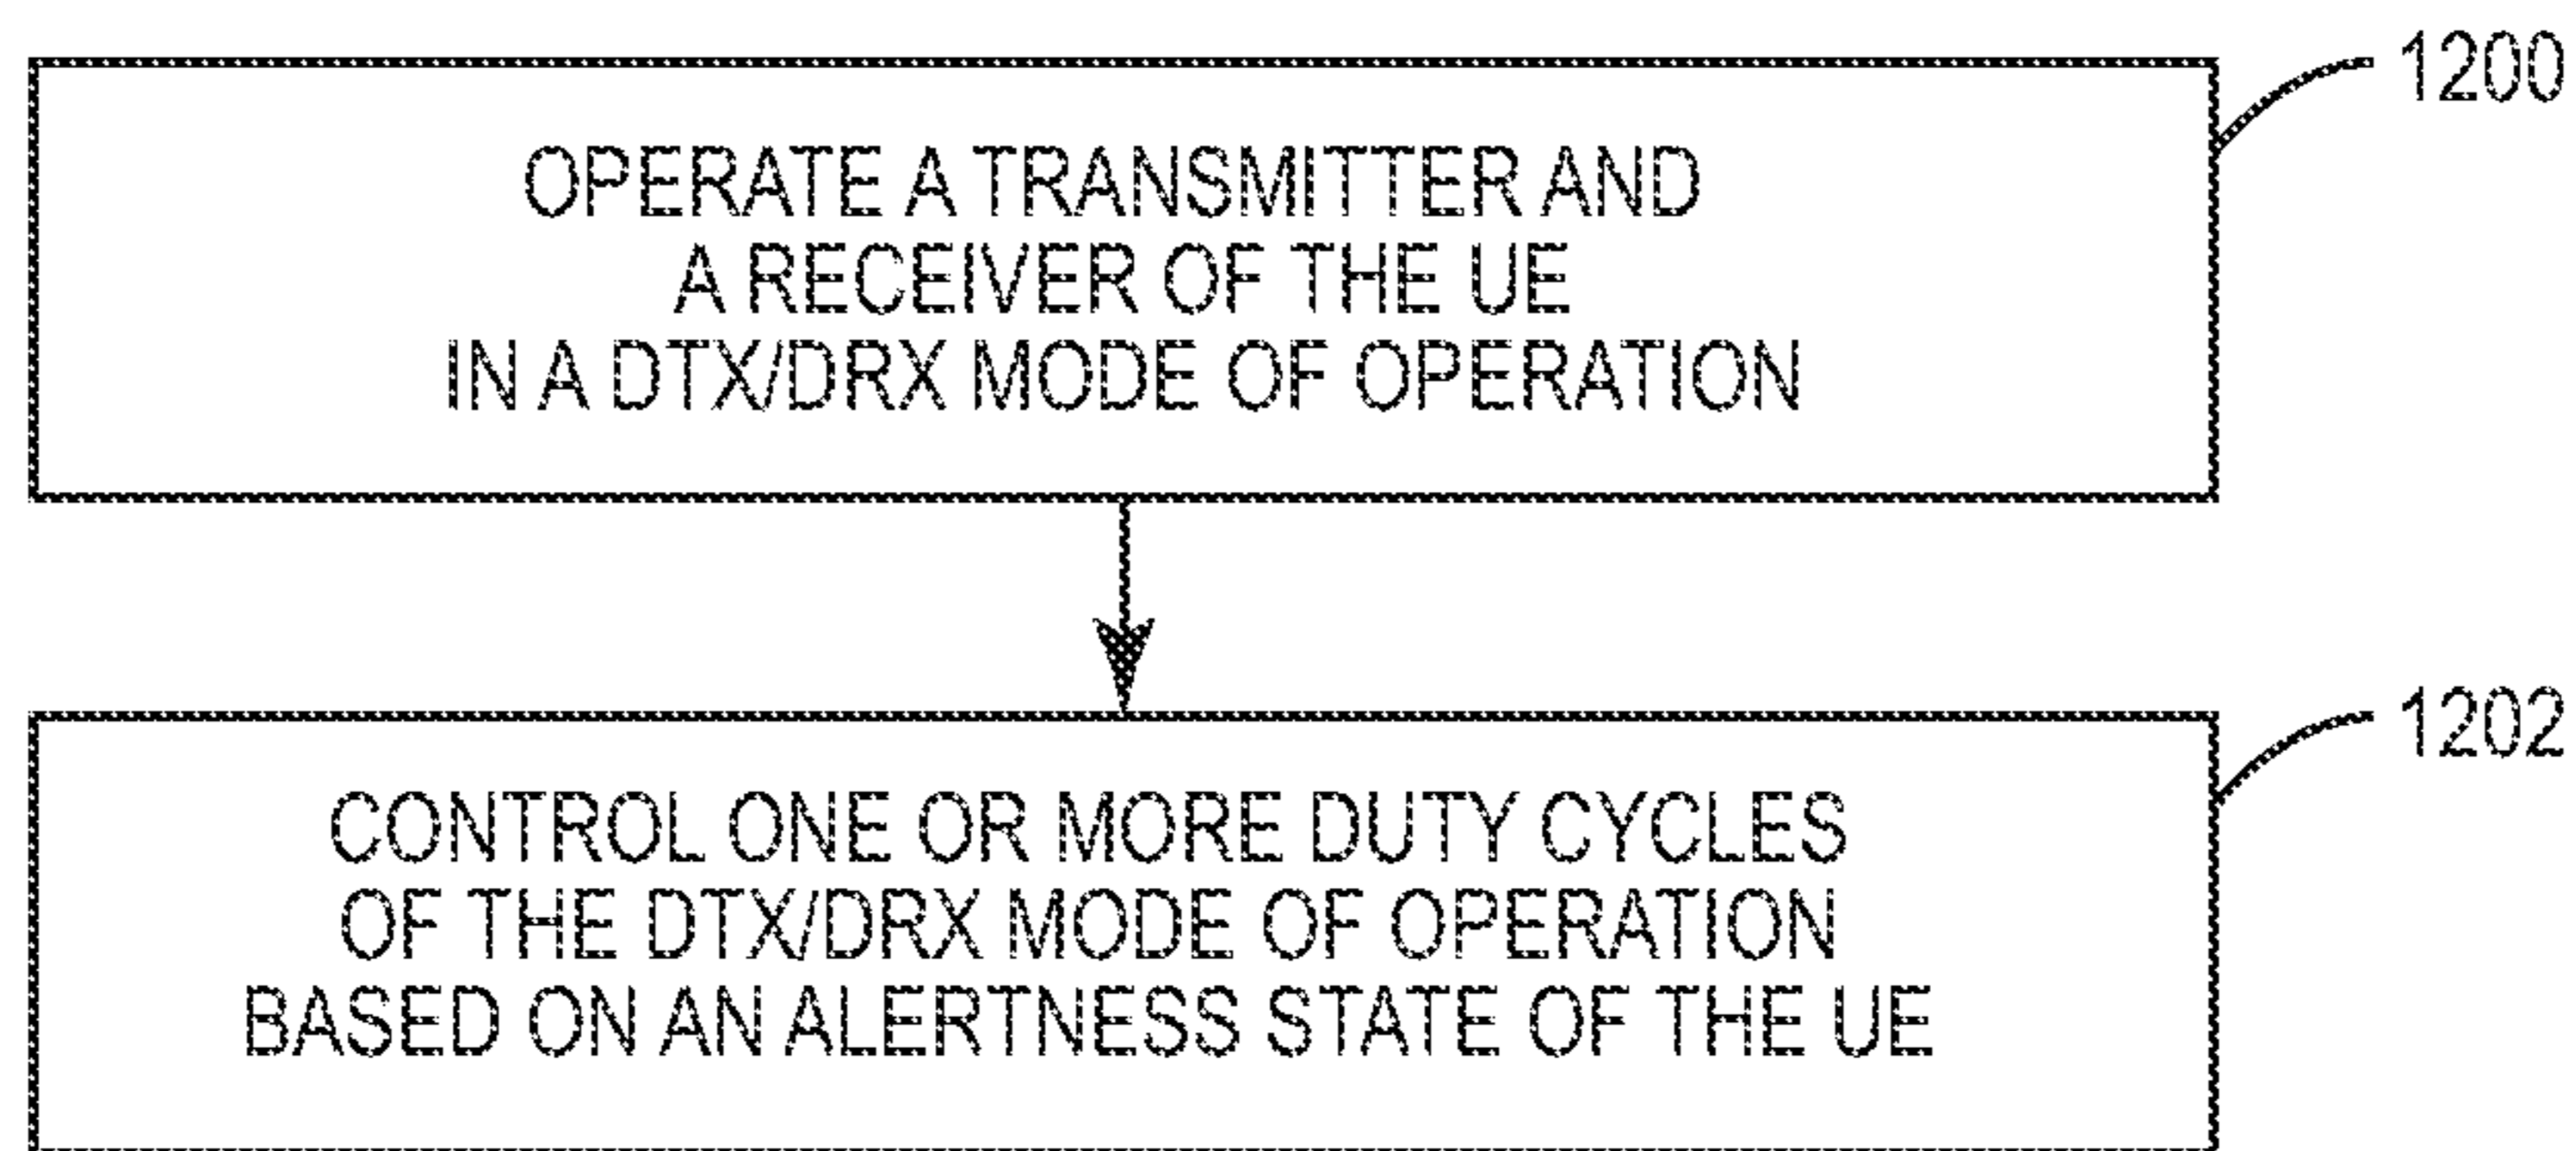 1200
OPERATE A TRANSMITTER AND
A RECEIVER OF THE UE
IN A DTX/DRX MODE OF OPERATION
1202
CONTROL ONE OR MORE DUTY CYCLES
OF THE DTX/DRX MODE OF OPERATION
BASED ON AN ALERTNESS STATE OF THE UE